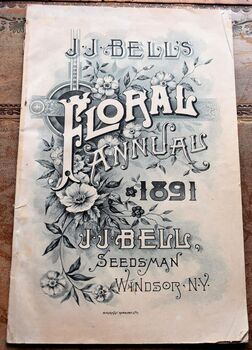 J.J. BELL'S
FLORAL
ANNUAL
1891
J.J. BELL,
SEEDSMAN
WINDSOR N.Y.